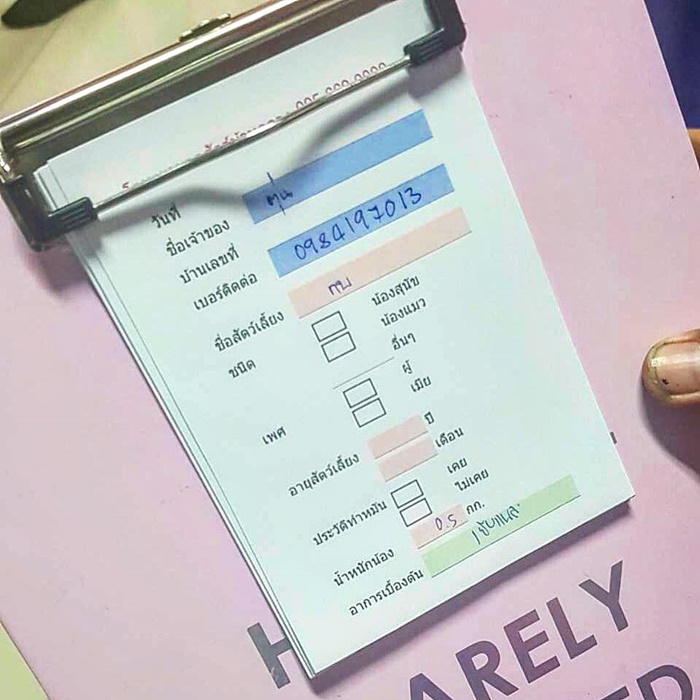 วันที่
ชื่อเจ้าของ ตุน
บ้านเลขที่
เบอร์ติดต่อ 0984197013
ชื่อสัตว์เลี้ยง กบ
ชนิด น้องสุนัข
น้องแมว
อื่นๆ
เพศ ผู้
เมีย
อายุสัตว์เลี้ยง ปี
เดือน
ประวัติทำหมัน เคย
ไม่เคย
น้ำหนักน้อง 0.5 กก.
อาการเบื้องต้น เย็บแผล
ARELY